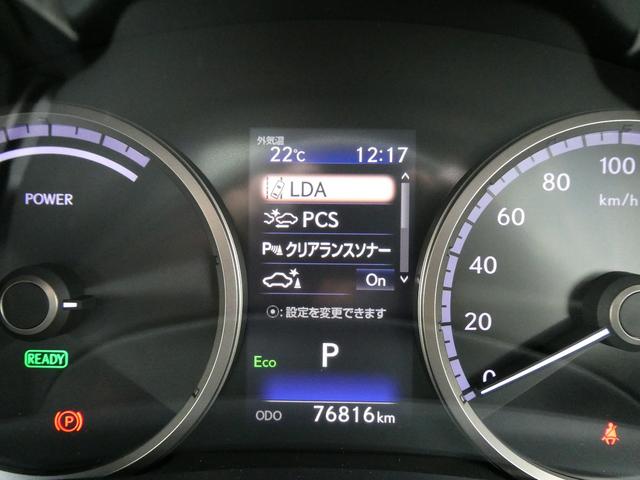 外気温
22℃ 12:17
LDA
PCS
P クリアランスソナー
On
:設定を変更できます
Eco P
ODO 76816km
POWER
READY
P
100
80
km/h
60
40
20
0